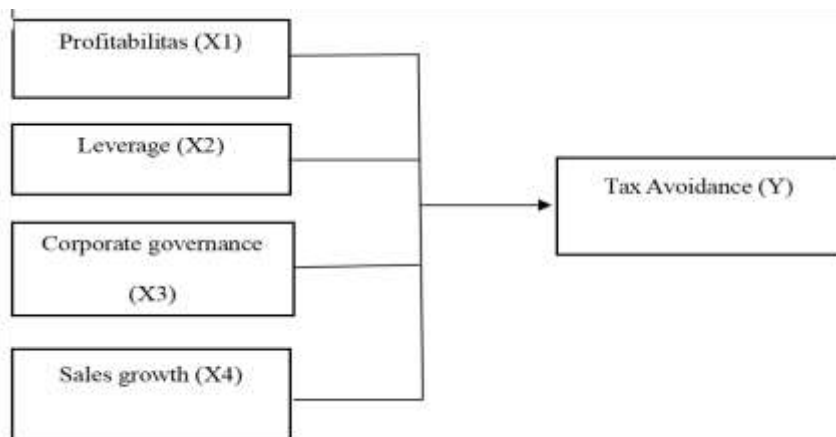 Profitabilitas (X1)
Leverage (X2)
Corporate governance
(X3)
Sales growth (X4)
Tax Avoidance (Y)